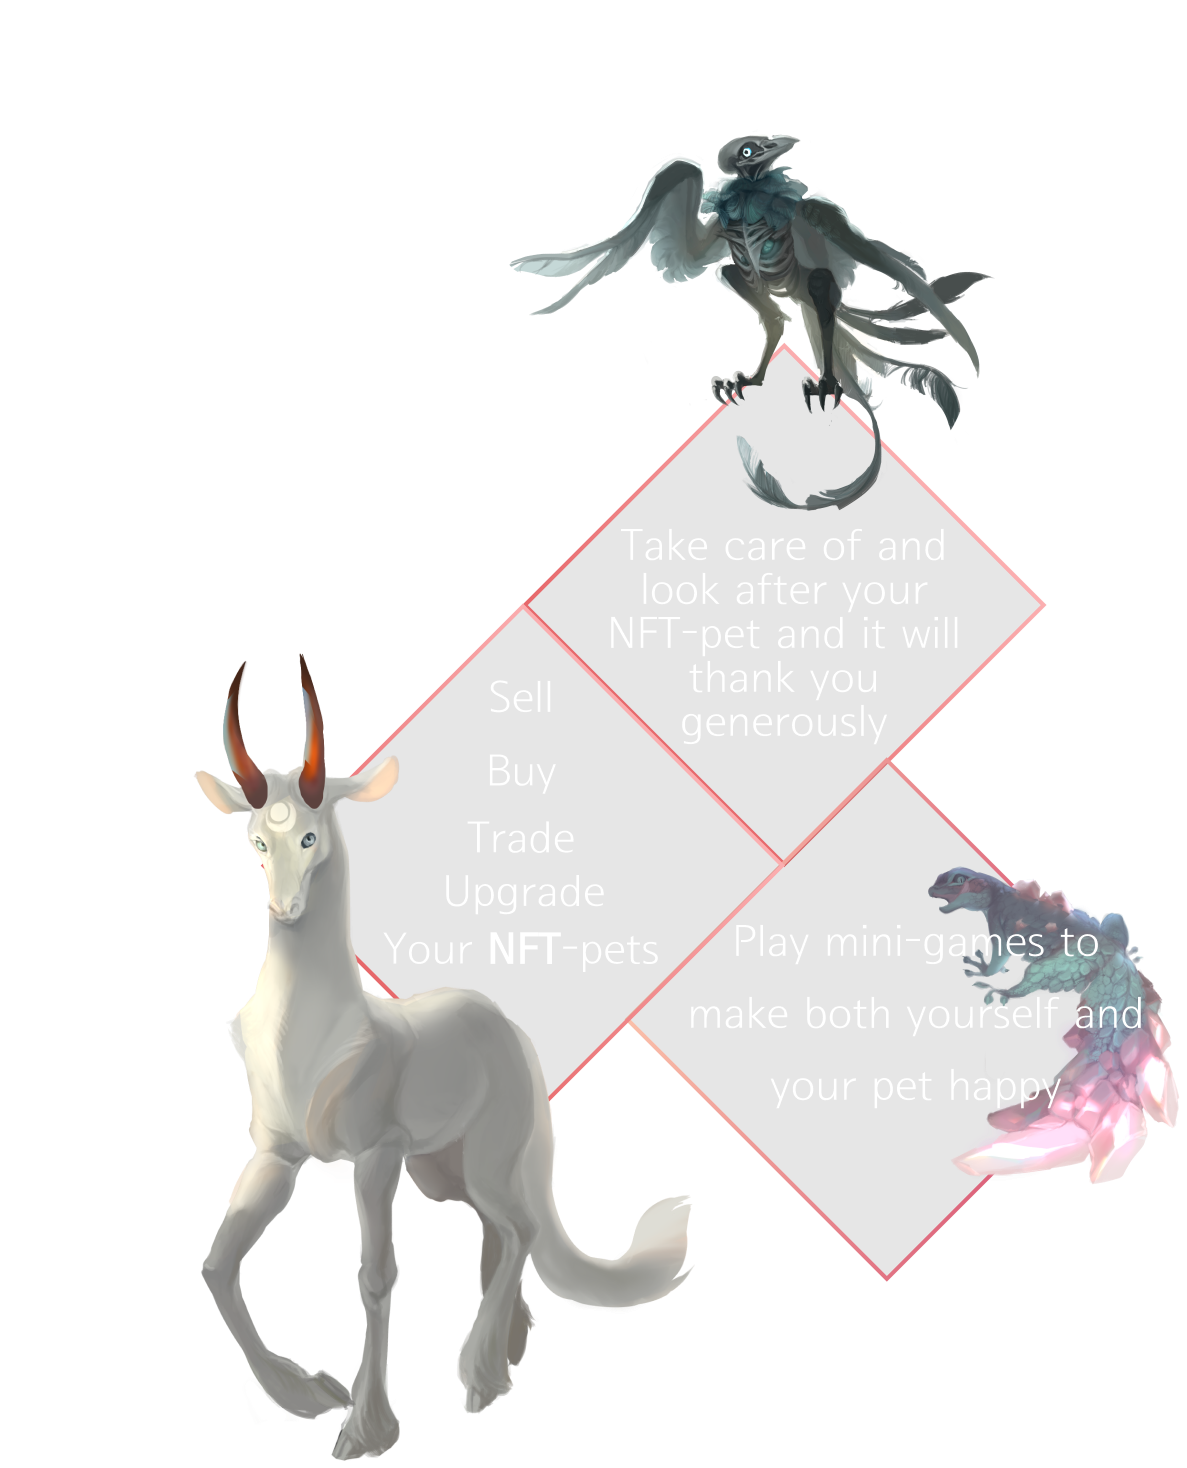 Take care of and
look after your
NFT-pet and it will
thank you
generously
Sell
Buy
Trade
Upgrade
Your NFT-pets
Play mini-games to
make both yourself and
your pet happy